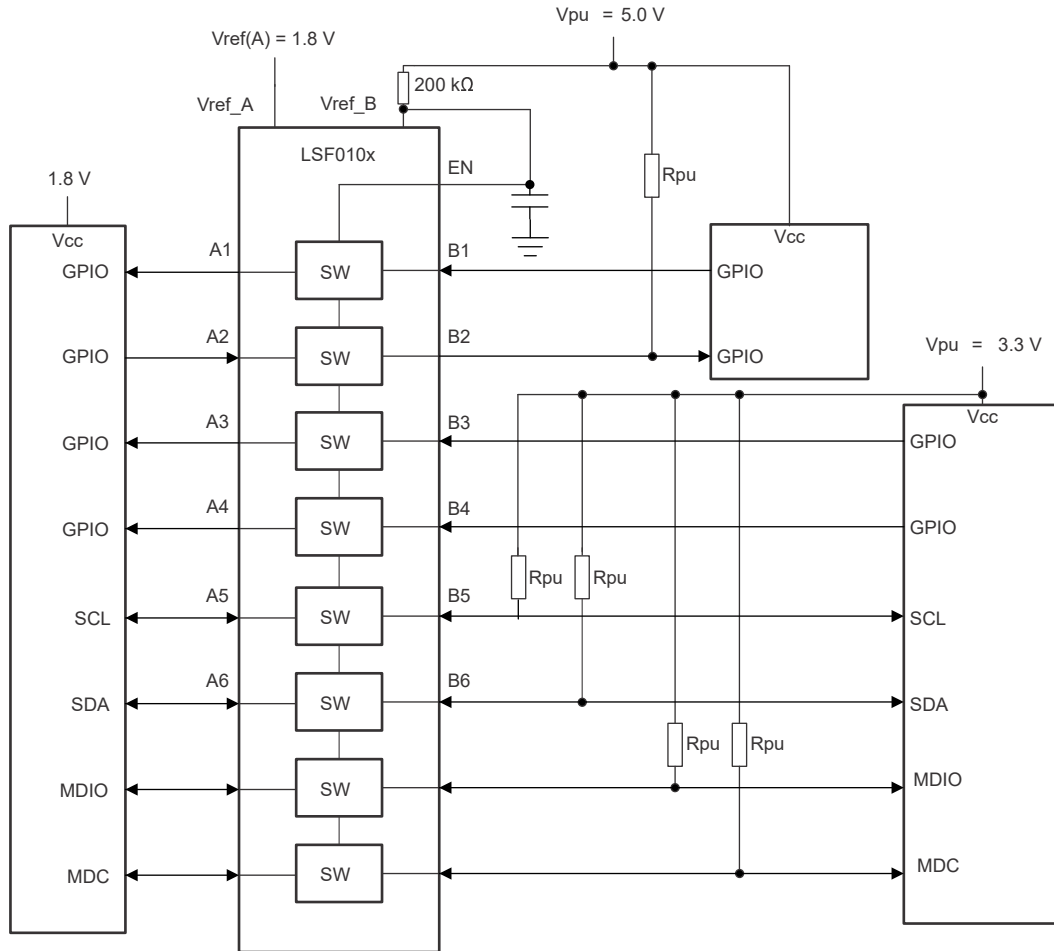 Vpu = 5.0 V
Vref(A) = 1.8 V
200 kΩ
Vref_A
Vref_B
LSF010x
EN
Rpu
1.8 V
Vcc
Vcc
GPIO
A1
SW
B1
GPIO
GPIO
A2
SW
B2
GPIO
Vpu = 3.3 V
Vcc
GPIO
A3
SW
B3
GPIO
GPIO
A4
SW
B4
GPIO
Rpu
Rpu
SCL
A5
SW
B5
SCL
SDA
A6
SW
B6
SDA
Rpu
Rpu
MDIO
SW
MDIO
MDC
SW
MDC